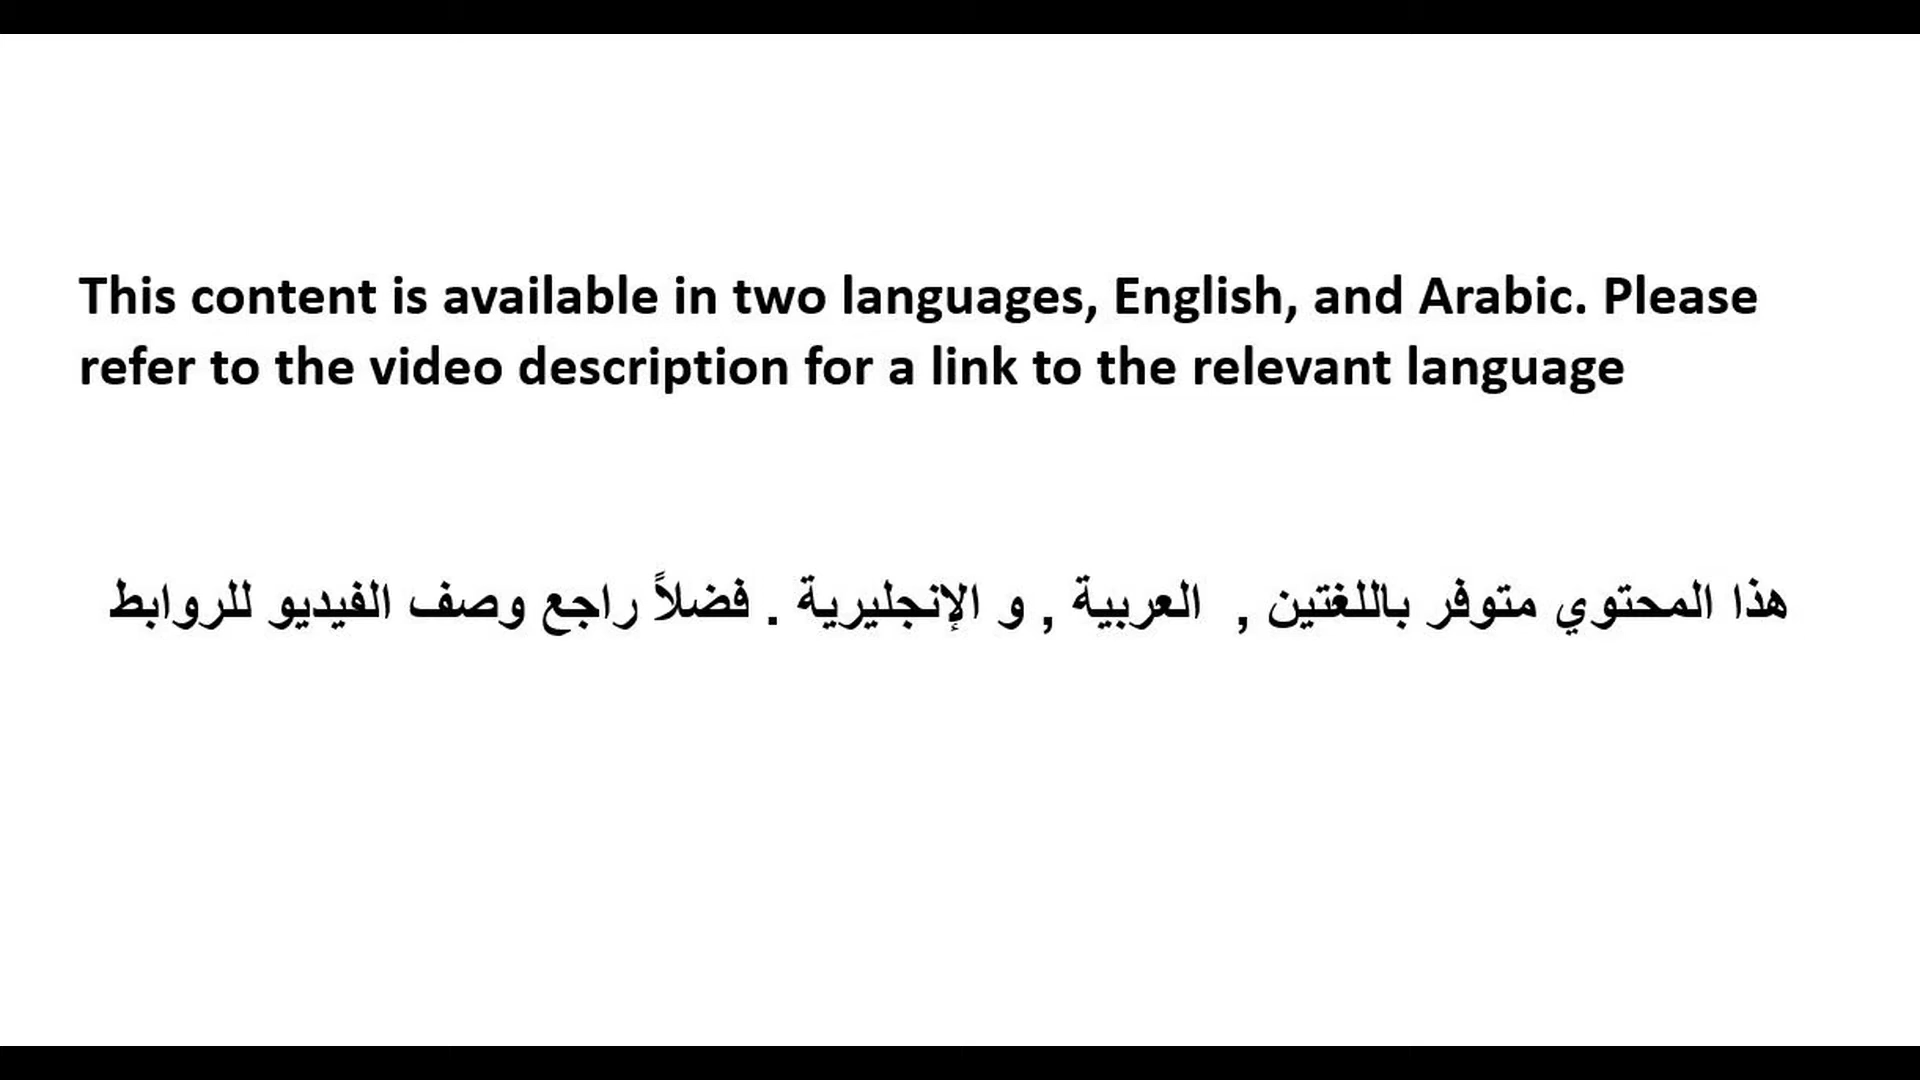 This content is available in two languages, English, and Arabic. Please
refer to the video description for a link to the relevant language
هذا المحتوي متوفر باللغتين , العربية , و الإنجليرية . فضلاً راجع وصف الفيديو للروابط